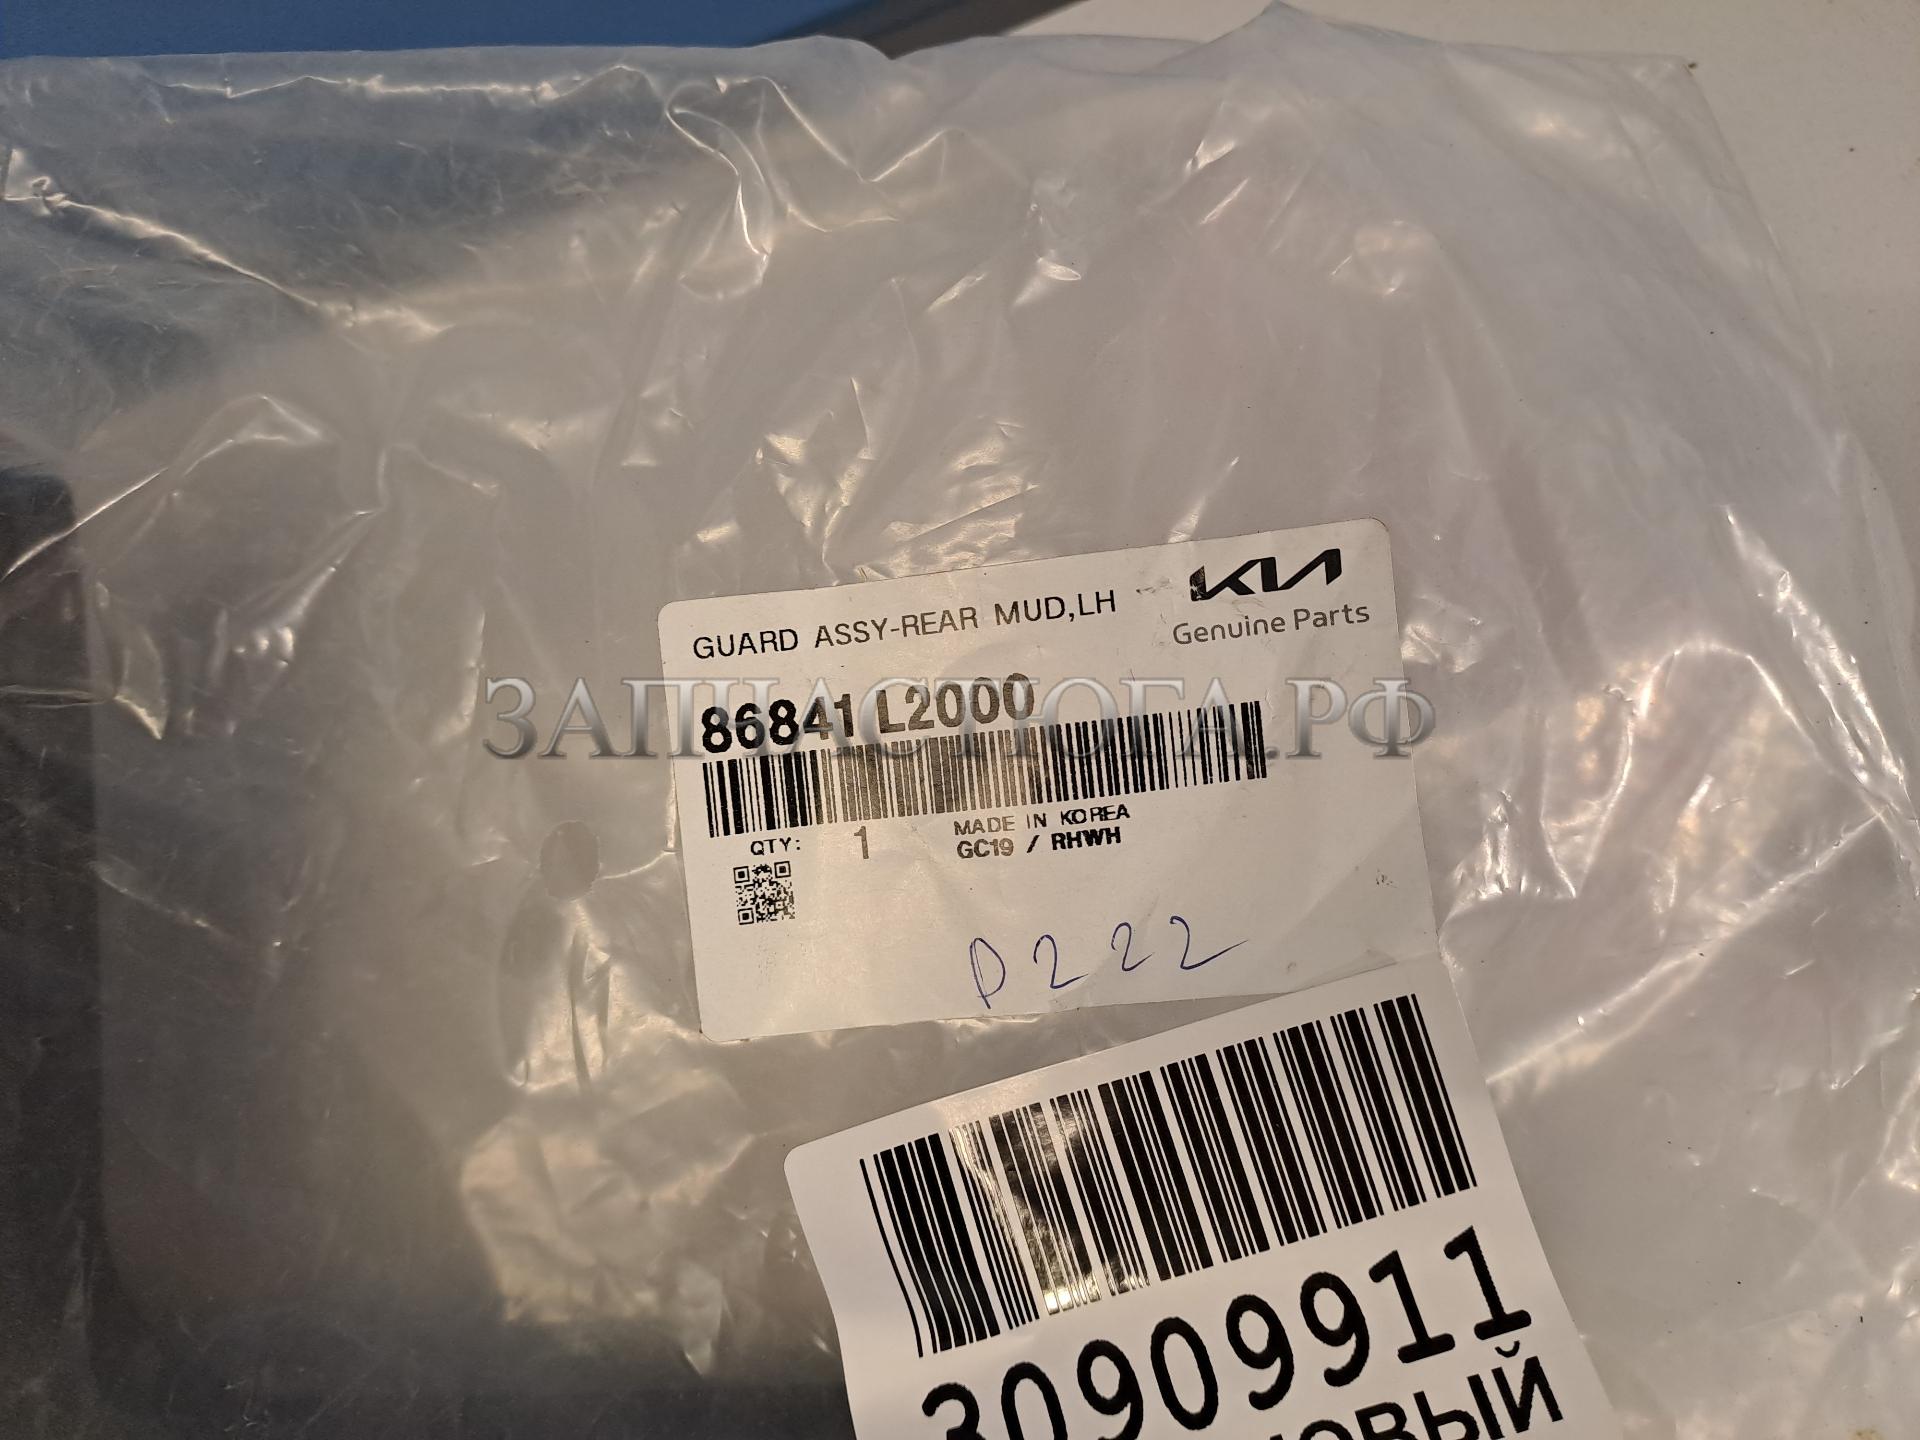 GUARD ASSY-REAR MUD,LH
KIA
Genuine Parts
86841 L2000
ЗАПЧАСТЮГА.РФ
QTY: 1
MADE IN KOREA
GC19 / RHWH
D222
30909911